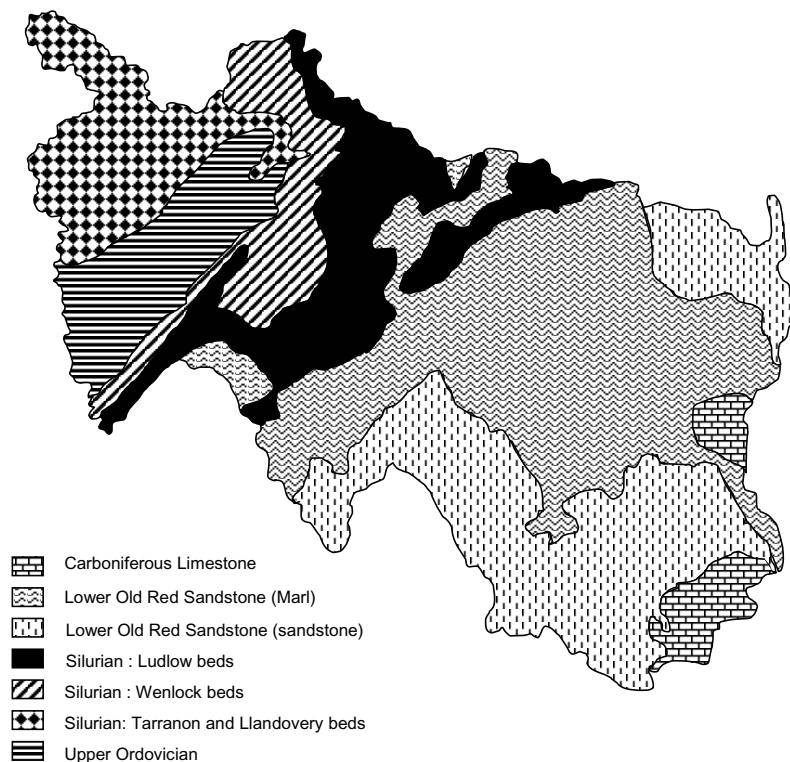 Carboniferous Limestone
Lower Old Red Sandstone (Marl)
Lower Old Red Sandstone (sandstone)
Silurian : Ludlow beds
Silurian : Wenlock beds
Silurian: Tarranon and Llandovery beds
Upper Ordovician